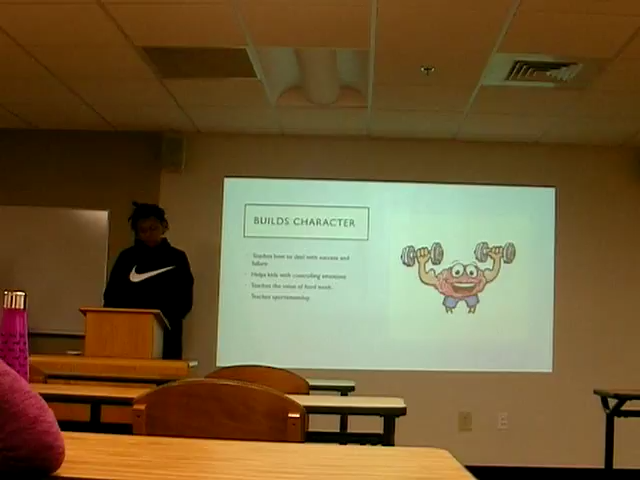 BUILDS CHARACTER
Teaches how to deal with success and
failure
Helps kids with controlling emotions
Teaches the value of hard work.
Teaches sportsmanship